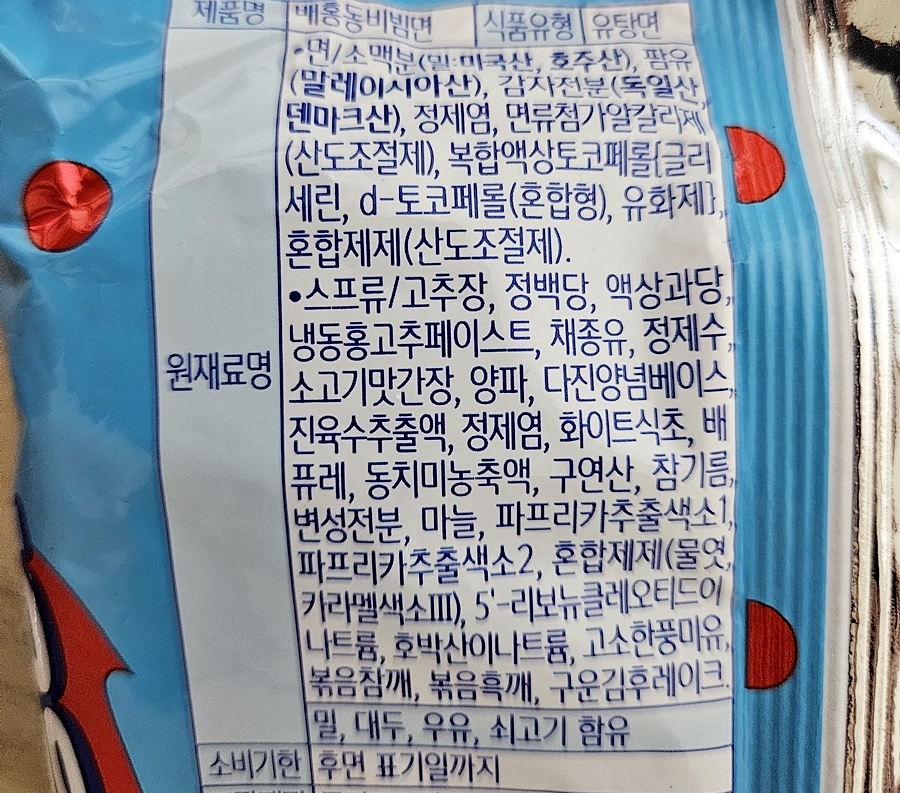 제품명 배홍동비빔면 식품유형 유탕면
원재료명
•면/소맥분(밀:미국산, 호주산), 팜유
(말레이시아산), 감자전분(독일산,
덴마크산), 정제염, 면류첨가알칼리제
(산도조절제), 복합액상토코페롤{글리
세린, d-토코페롤(혼합형), 유화제},
혼합제제(산도조절제).
•스프류/고추장, 정백당, 액상과당,
냉동홍고추페이스트, 채종유, 정제수,
소고기맛간장, 양파, 다진양념베이스,
진육수추출액, 정제염, 화이트식초, 배
퓨레, 동치미농축액, 구연산, 참기름,
변성전분, 마늘, 파프리카추출색소1,
파프리카추출색소2, 혼합제제(물엿,
카라멜색소III), 5'-리보뉴클레오티드이
나트륨, 호박산이나트륨, 고소한풍미유,
볶음참깨, 볶음흑깨, 구운김후레이크.
밀, 대두, 우유, 쇠고기 함유
소비기한 후면 표기일까지